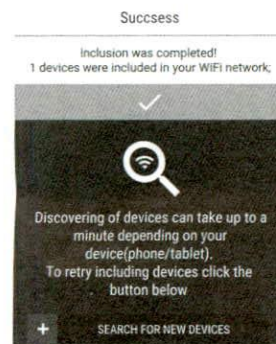 Succsess
Inclusion was completed!
1 devices were included in your WiFi network;
Discovering of devices can take up to a
minute depending on your
device(phone/tablet).
To retry including devices click the
button below
+ SEARCH FOR NEW DEVICES